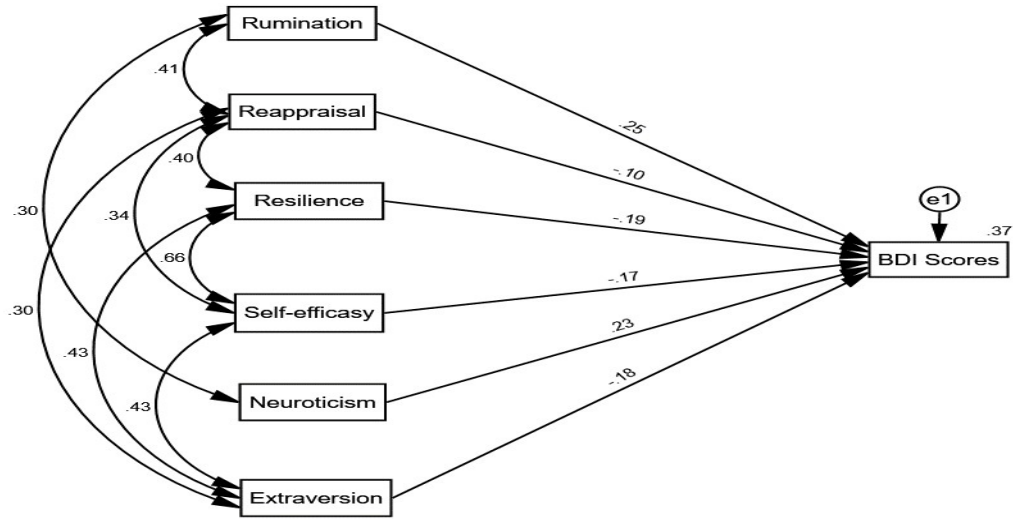 Rumination
.41
.25
Reappraisal
-.10
.40
Resilience
-.19
e1
.30
.34
.37
BDI Scores
.66
-.17
.30
Self-efficasy
.23
.43
Neuroticism
-.18
.43
Extraversion